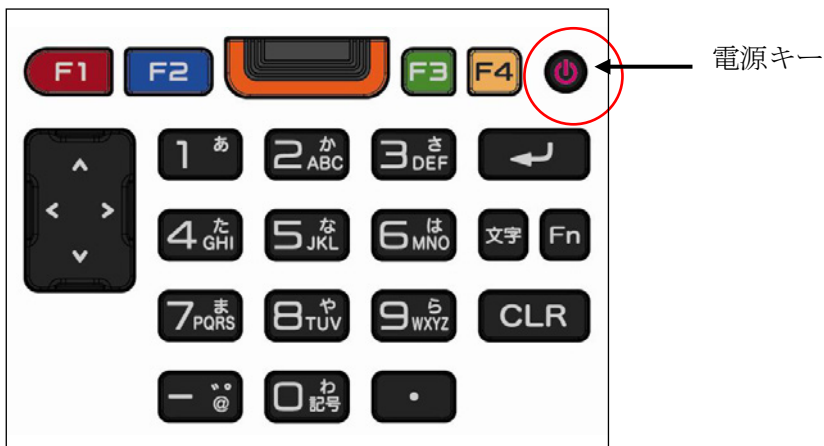 F1 F2 F3 F4 電源キー
1 あ 2 か ABC 3 さ DEF
4 た GHI 5 な JKL 6 は MNO 文字 Fn
7 ま PQRS 8 や TUV 9 ら WXYZ CLR
- ゛゜ @ 0 わ 記号 .